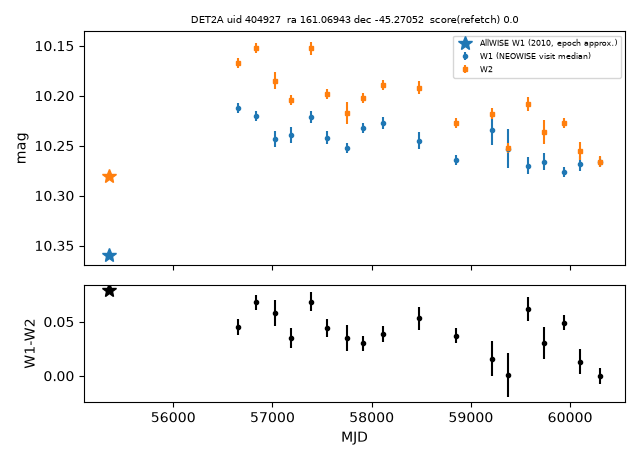 DET2A uid 404927  ra 161.06943 dec -45.27052  score(refetch) 0.0
AllWISE W1 (2010, epoch approx.)
W1 (NEOWISE visit median)
W2
mag
10.15
10.20
10.25
10.30
10.35
W1-W2
0.05
0.00
56000
57000
58000
59000
60000
MJD